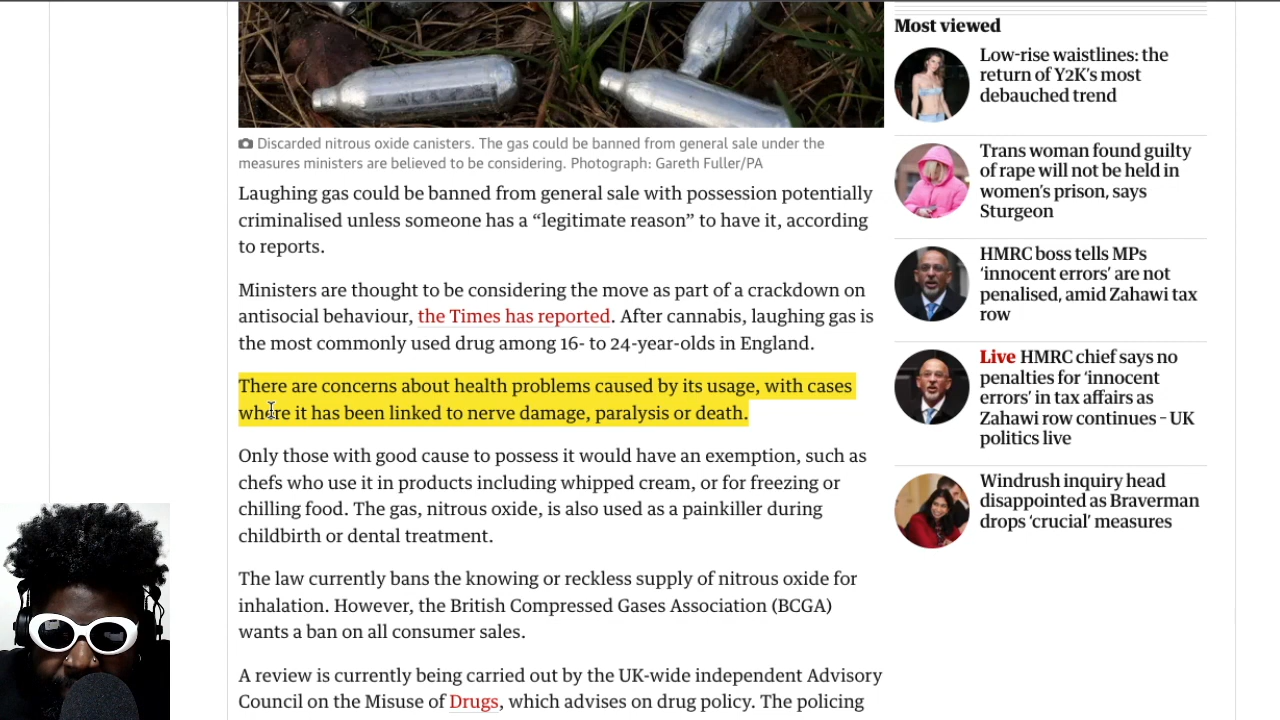 Discarded nitrous oxide canisters. The gas could be banned from general sale under the
measures ministers are believed to be considering. Photograph: Gareth Fuller/PA
Laughing gas could be banned from general sale with possession potentially
criminalised unless someone has a “legitimate reason” to have it, according
to reports.
Ministers are thought to be considering the move as part of a crackdown on
antisocial behaviour, the Times has reported. After cannabis, laughing gas is
the most commonly used drug among 16- to 24-year-olds in England.
There are concerns about health problems caused by its usage, with cases
where it has been linked to nerve damage, paralysis or death.
Only those with good cause to possess it would have an exemption, such as
chefs who use it in products including whipped cream, or for freezing or
chilling food. The gas, nitrous oxide, is also used as a painkiller during
childbirth or dental treatment.
The law currently bans the knowing or reckless supply of nitrous oxide for
inhalation. However, the British Compressed Gases Association (BCGA)
wants a ban on all consumer sales.
A review is currently being carried out by the UK-wide independent Advisory
Council on the Misuse of Drugs, which advises on drug policy. The policing
Most viewed
Low-rise waistlines: the
return of Y2K’s most
debauched trend
Trans woman found guilty
of rape will not be held in
women’s prison, says
Sturgeon
HMRC boss tells MPs
‘innocent errors’ are not
penalised, amid Zahawi tax
row
Live HMRC chief says no
penalties for ‘innocent
errors’ in tax affairs as
Zahawi row continues – UK
politics live
Windrush inquiry head
disappointed as Braverman
drops ‘crucial’ measures